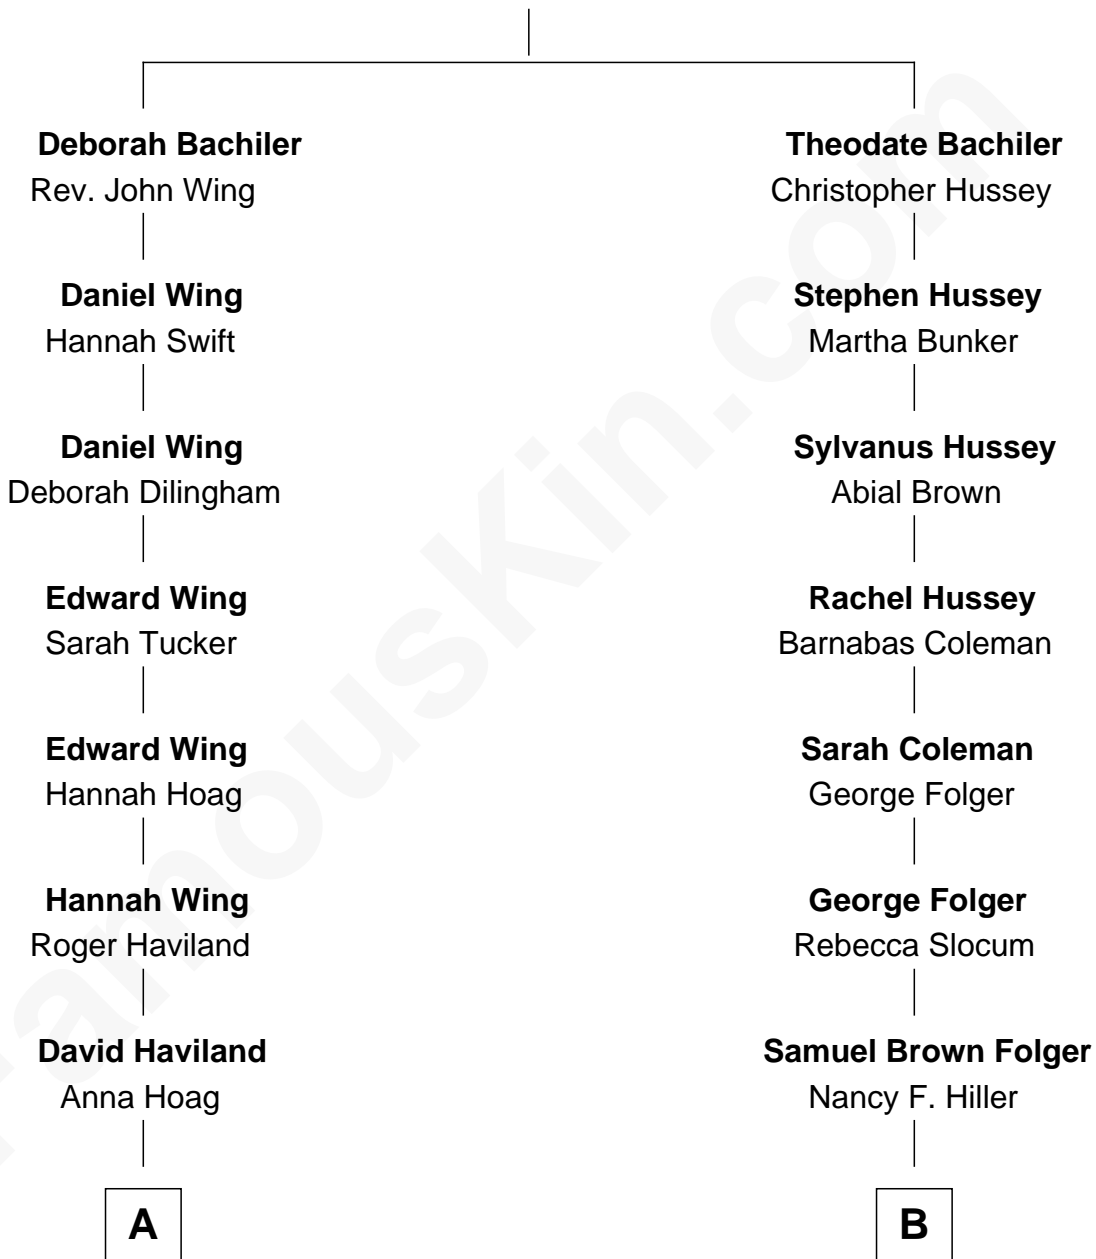 Deborah Bachiler
Rev. John Wing
Daniel Wing
Hannah Swift
Daniel Wing
Deborah Dilingham
Edward Wing
Sarah Tucker
Edward Wing
Hannah Hoag
Hannah Wing
Roger Haviland
David Haviland
Anna Hoag
A
Theodate Bachiler
Christopher Hussey
Stephen Hussey
Martha Bunker
Sylvanus Hussey
Abial Brown
Rachel Hussey
Barnabas Coleman
Sarah Coleman
George Folger
George Folger
Rebecca Slocum
Samuel Brown Folger
Nancy F. Hiller
B
FamousKin.com